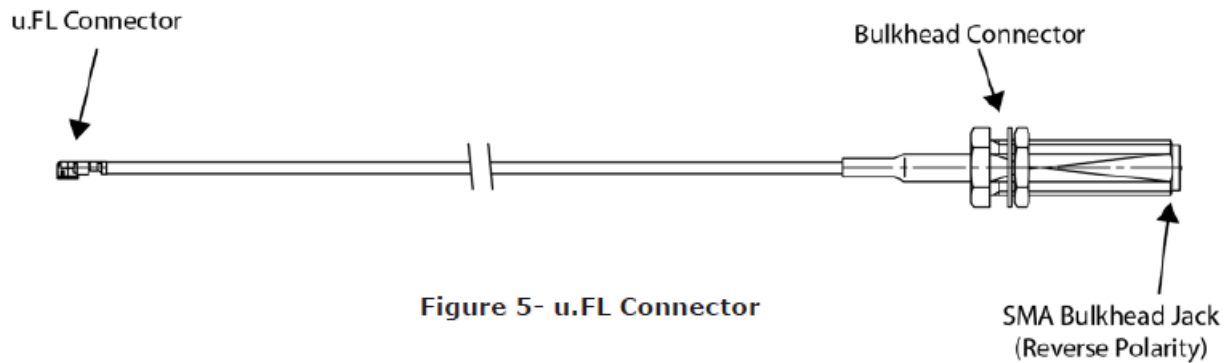 u.FL Connector
Bulkhead Connector
Figure 5- u.FL Connector
SMA Bulkhead Jack
(Reverse Polarity)